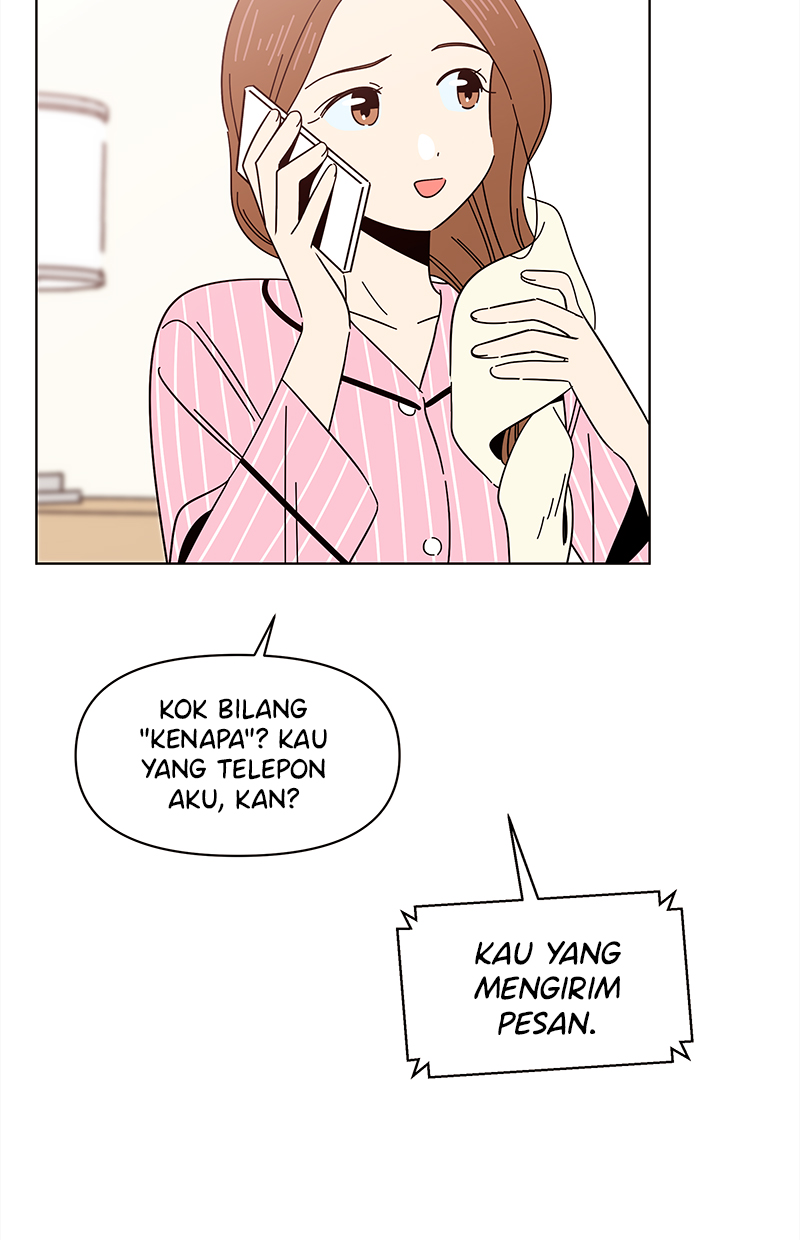 KOK BILANG
"KENAPA"? KAU
YANG TELEPON
AKU, KAN?
KAU YANG
MENGIRIM
PESAN.